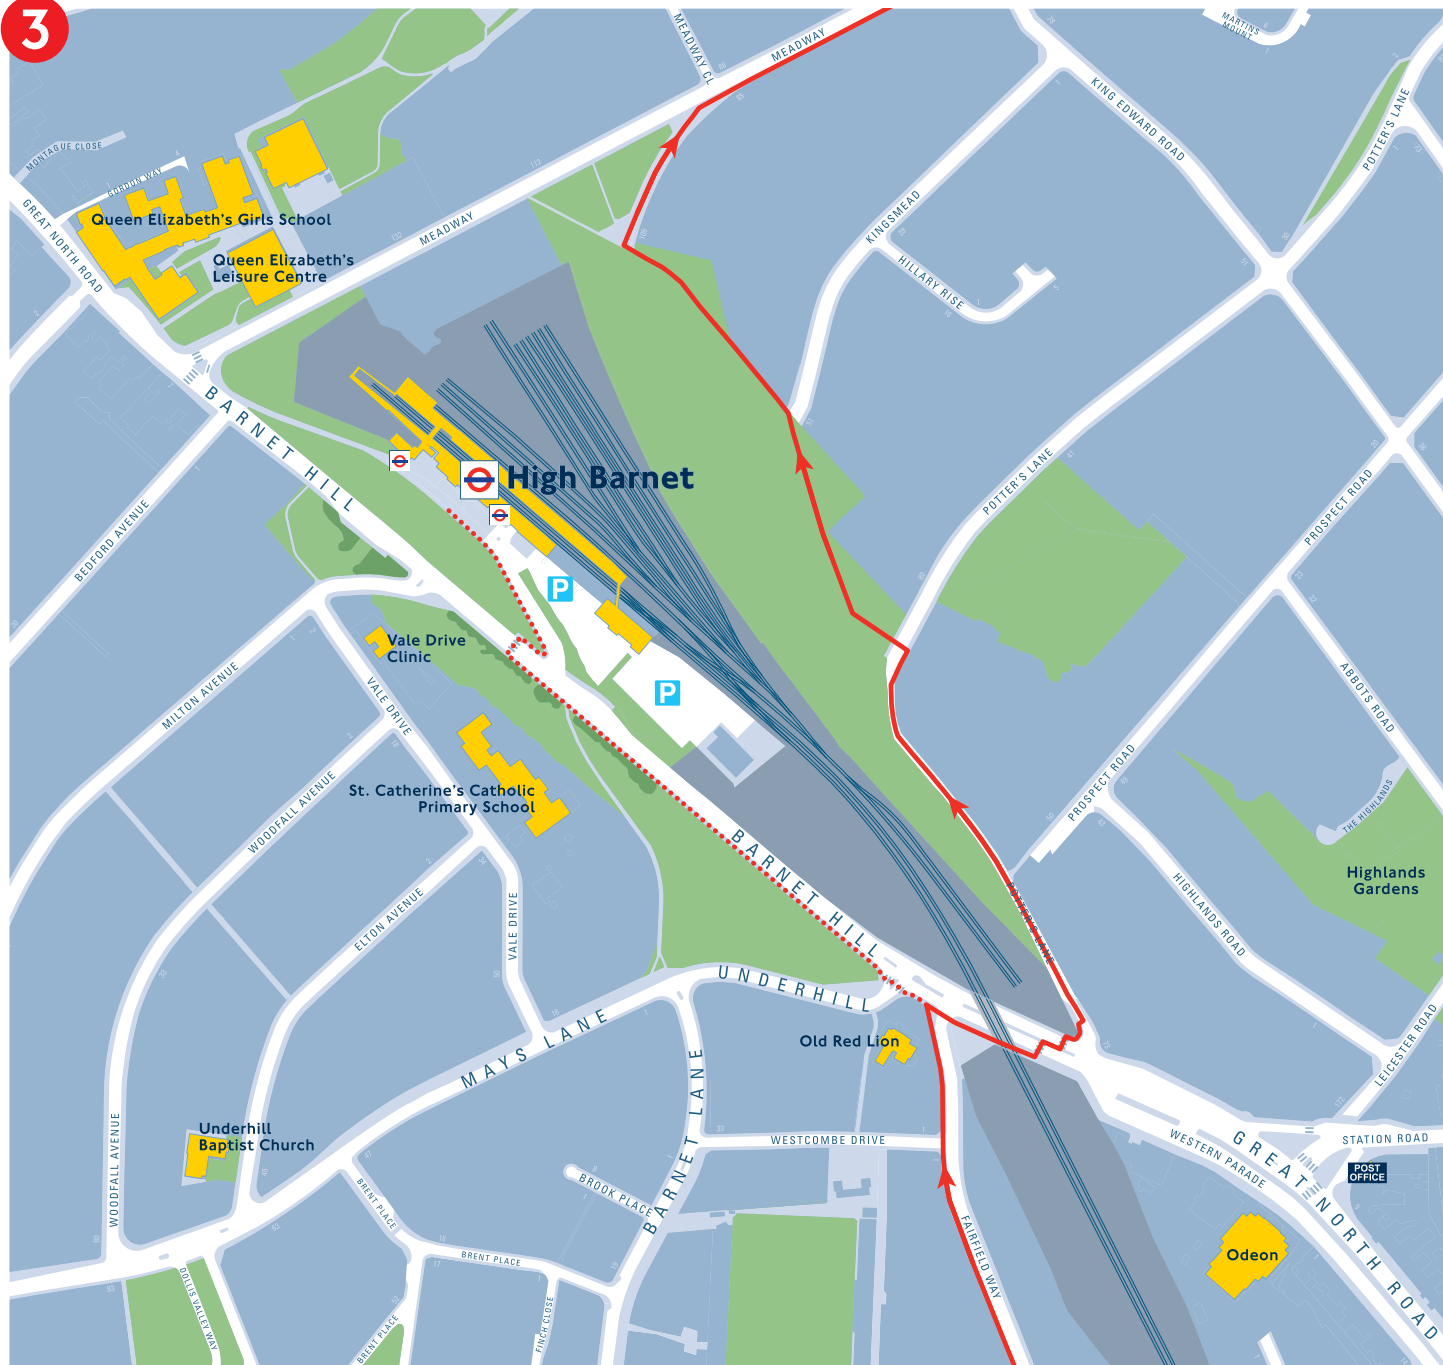 3
MARTINS
MOUNT
MEADWAY CL
MEADWAY
KING EDWARD ROAD
POTTER'S LANE
MONTAGUE CLOSE
GORDON WAY
Queen Elizabeth's Girls School
GREAT NORTH ROAD
MEADWAY
KINGSMEAD
Queen Elizabeth's
Leisure Centre
HILLARY RISE
BARNET HILL
High Barnet
POTTER'S LANE
PROSPECT ROAD
BEDFORD AVENUE
P
Vale Drive
Clinic
P
MILTON AVENUE
VALE DRIVE
ABBOTS ROAD
St. Catherine's Catholic
Primary School
WOODFALL AVENUE
PROSPECT ROAD
THE HIGHLANDS
BARNET HILL
Highlands
Gardens
ELTON AVENUE
VALE DRIVE
POTTER'S LANE
HIGHLANDS ROAD
UNDERHILL
MAYS LANE
Old Red Lion
LEICESTER ROAD
BARNET LANE
Underhill
Baptist Church
WOODFALL AVENUE
WESTCOMBE DRIVE
WESTERN PARADE
GREAT NORTH ROAD
STATION ROAD
POST
OFFICE
BROOK PLACE
BRENT PLACE
BRENT PLACE
FAIRFIELD WAY
Odeon
DOLLIS VALLEY WAY
BRENT PLACE
FINCH CLOSE